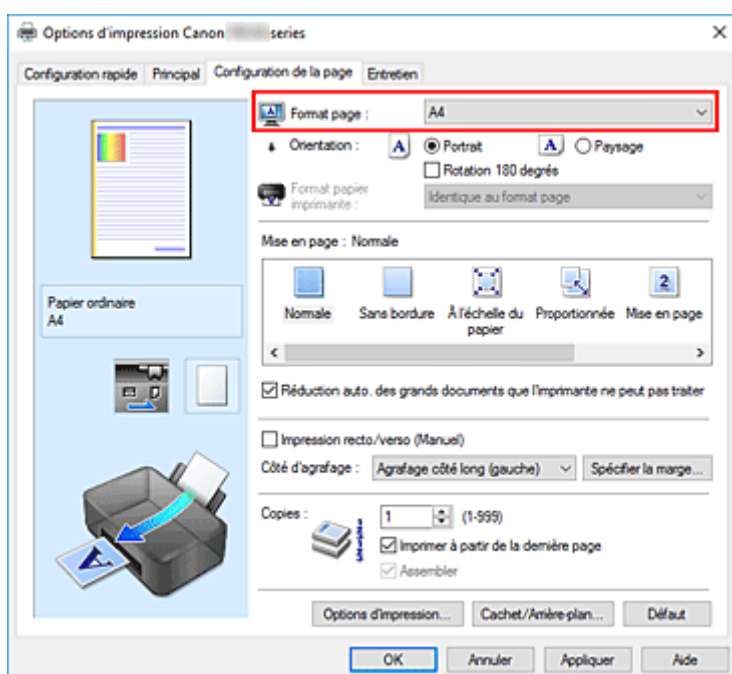 Options d'impression Canon series
Configuration rapide Principal Configuration de la page Entretien
Format page : A4
Orientation : A Portrait A Paysage
Rotation 180 degrés
Format papier
imprimante : Identique au format page
Mise en page : Normale
2
Normale Sans bordure À l'échelle du Proportionnée Mise en page
papier
Papier ordinaire
A4
Réduction auto. des grands documents que l'imprimante ne peut pas traiter
Impression recto/verso (Manuel)
Côté d'agrafage : Agrafage côté long (gauche) Spécifier la marge...
Copies : 1 (1-999)
Imprimer à partir de la dernière page
Assembler
A
Options d'impression... Cachet/Arrière-plan... Défaut
OK Annuler Appliquer Aide